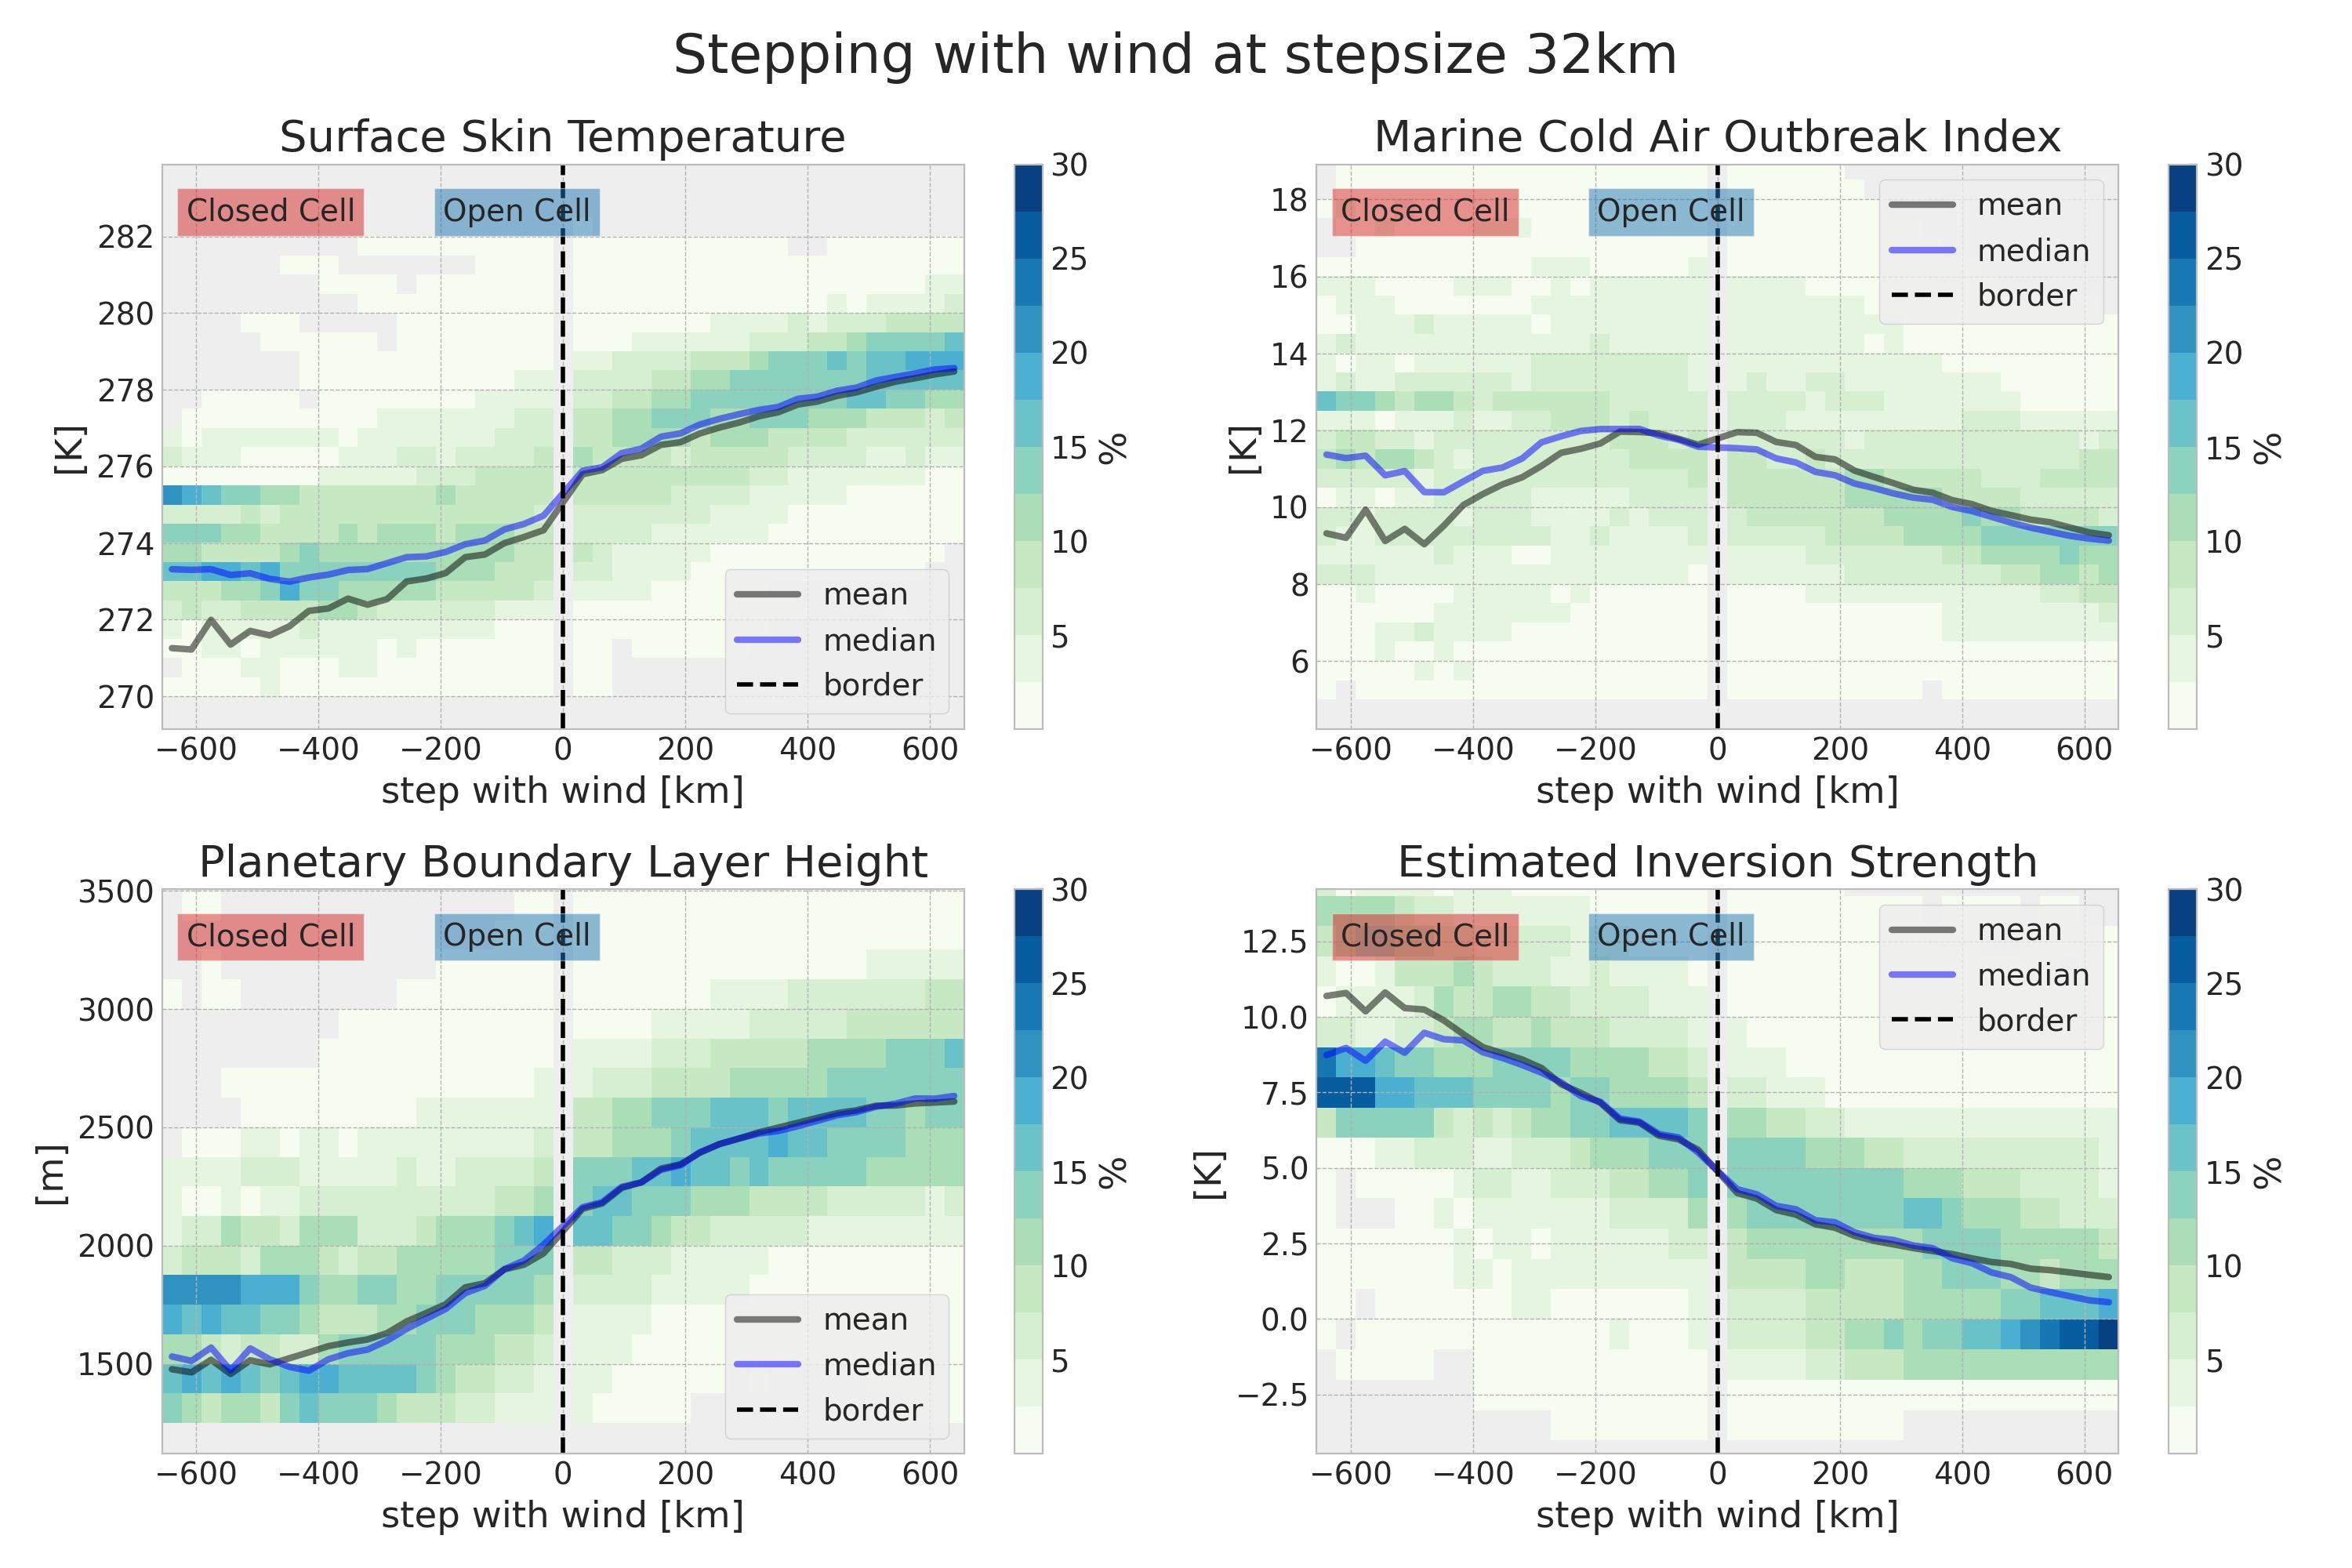 Stepping with wind at stepsize 32km
Surface Skin Temperature
Closed Cell
Open Cell
282
280
278
276
274
272
270
[K]
mean
median
border
−600 −400 −200 0 200 400 600
step with wind [km]
30
25
20
15
10
5
%
Marine Cold Air Outbreak Index
Closed Cell
Open Cell
18
16
14
12
10
8
6
[K]
mean
median
border
−600 −400 −200 0 200 400 600
step with wind [km]
30
25
20
15
10
5
%
Planetary Boundary Layer Height
Closed Cell
Open Cell
3500
3000
2500
2000
1500
[m]
mean
median
border
−600 −400 −200 0 200 400 600
step with wind [km]
30
25
20
15
10
5
%
Estimated Inversion Strength
Closed Cell
Open Cell
12.5
10.0
7.5
5.0
2.5
0.0
−2.5
[K]
mean
median
border
−600 −400 −200 0 200 400 600
step with wind [km]
30
25
20
15
10
5
%